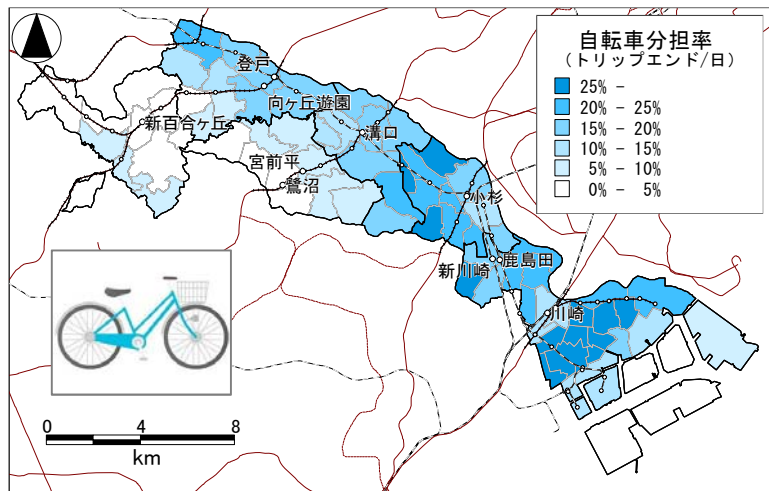 自転車分担率
(トリップエンド/日)
25% -
20% - 25%
15% - 20%
10% - 15%
5% - 10%
0% - 5%
登戸
向ヶ丘遊園
新百合ヶ丘
溝口
宮前平
鷺沼
小杉
鹿島田
新川崎
川崎
0 4 8
km